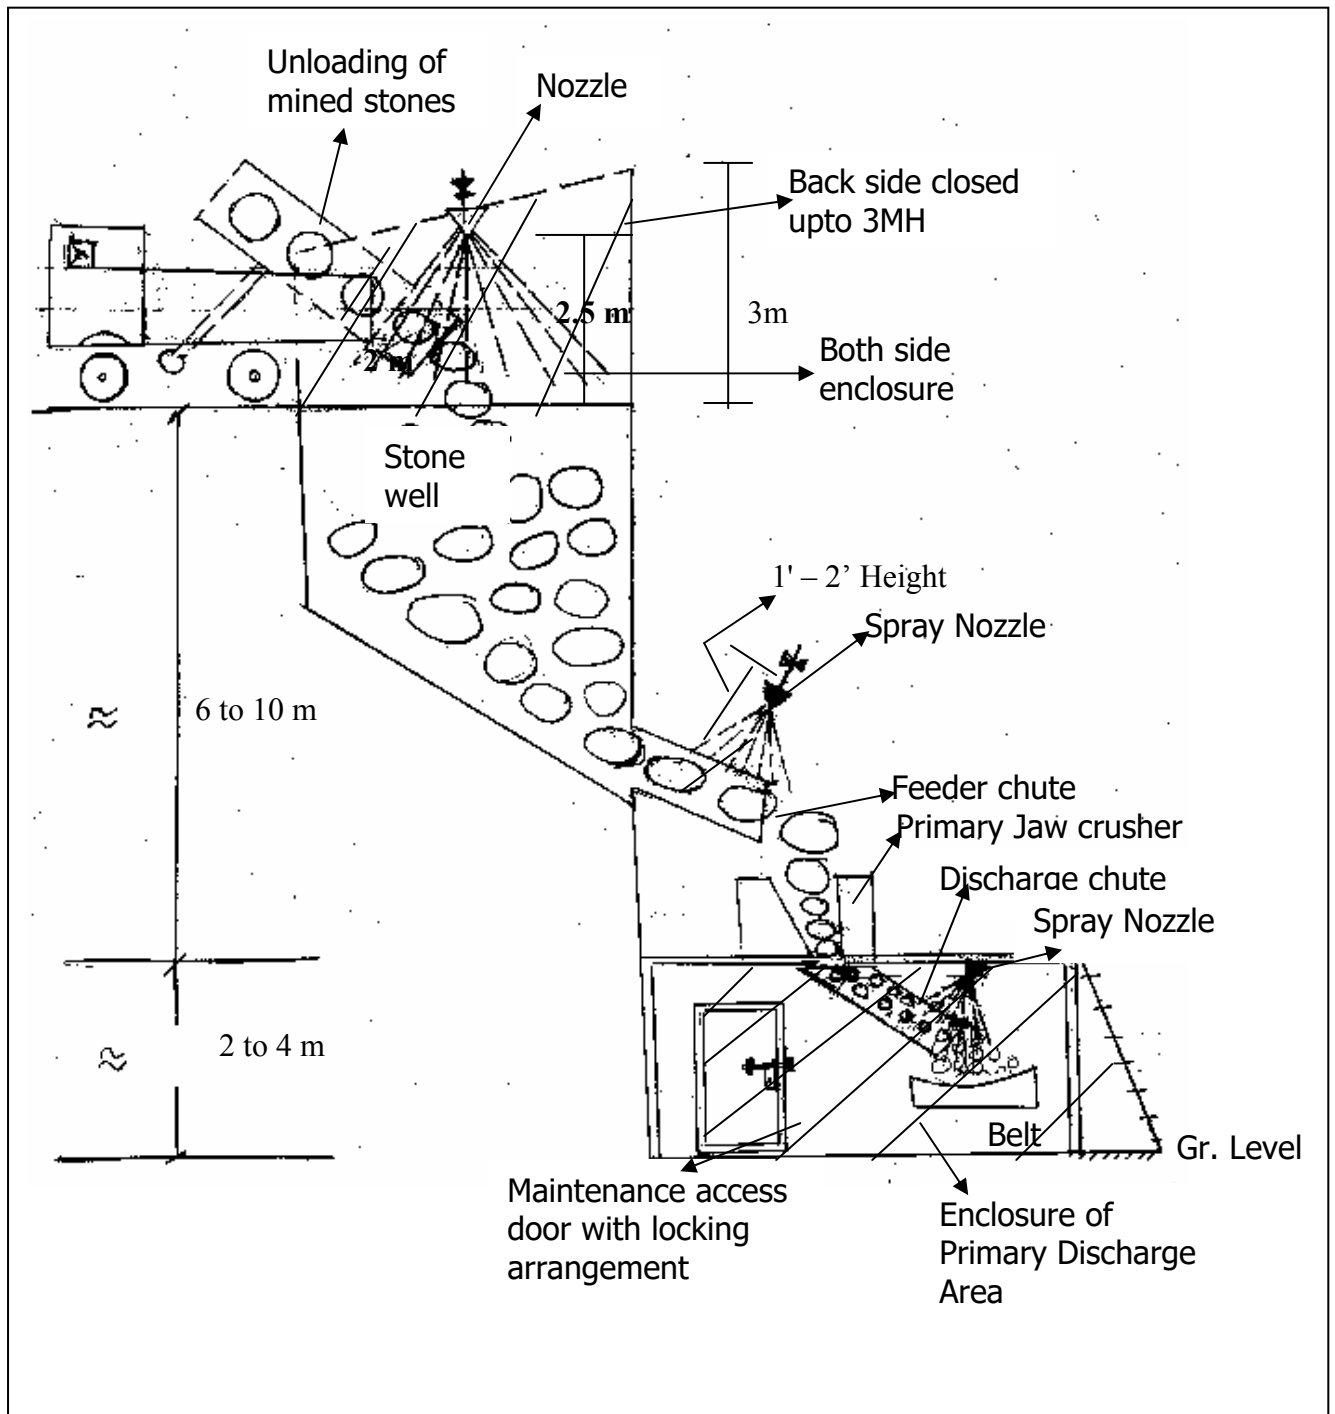 Unloading of
mined stones
Nozzle
Back side closed
upto 3MH
2.5 m
3m
2 m
Both side
enclosure
Stone
well
1' – 2’ Height
Spray Nozzle
6 to 10 m
Feeder chute
Primary Jaw crusher
Discharge chute
Spray Nozzle
2 to 4 m
Belt
Gr. Level
Maintenance access
door with locking
arrangement
Enclosure of
Primary Discharge
Area